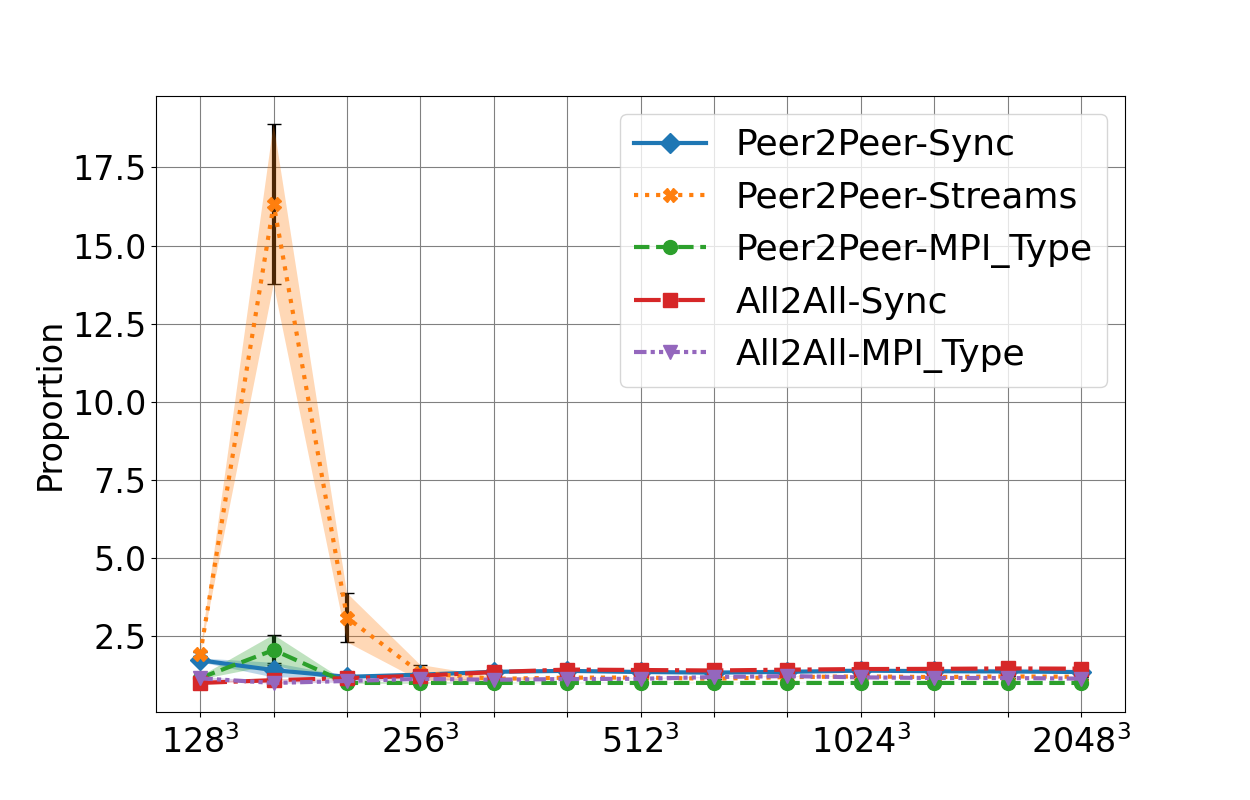 Peer2Peer-Sync
Peer2Peer-Streams
Peer2Peer-MPI_Type
All2All-Sync
All2All-MPI_Type
Proportion
17.5
15.0
12.5
10.0
7.5
5.0
2.5
128³
256³
512³
1024³
2048³